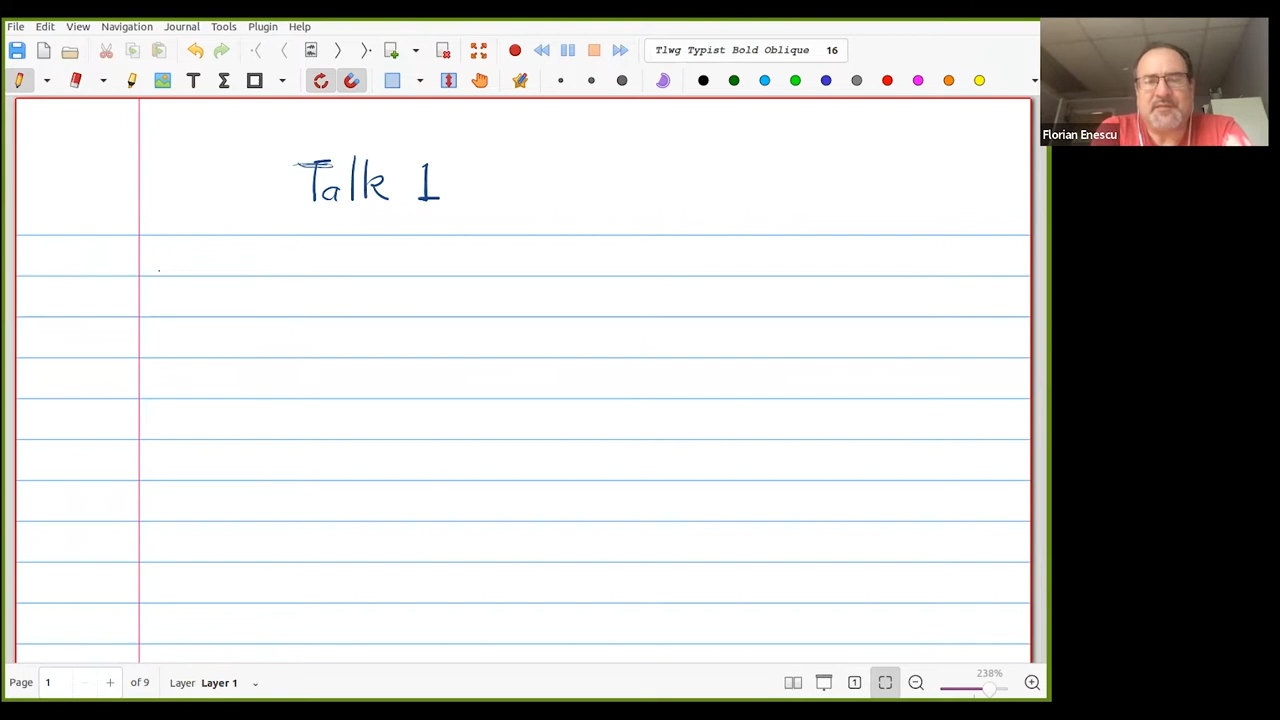 File Edit View Navigation Journal Tools Plugin Help
Tlwg Typist Bold Oblique 16
T
Florian Enescu
Talk 1
Page 1 of 9 Layer Layer 1 1 238%